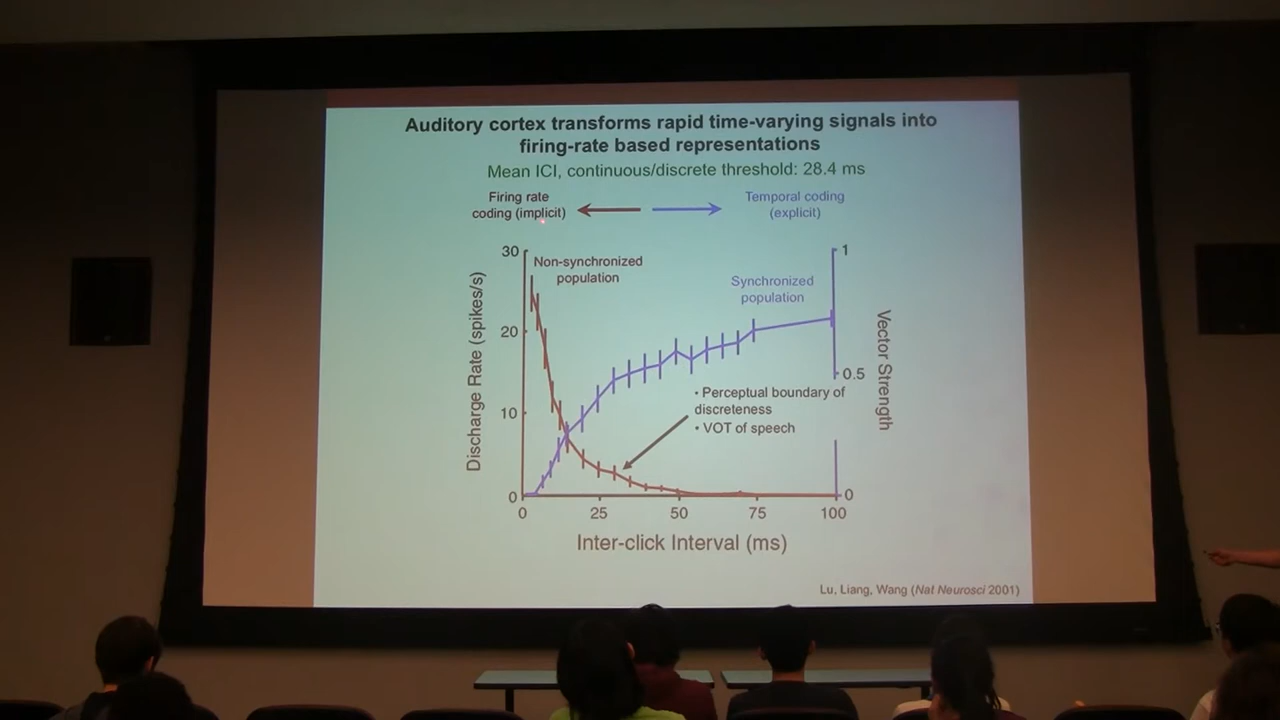 Auditory cortex transforms rapid time-varying signals into
firing-rate based representations
Mean ICI, continuous/discrete threshold: 28.4 ms
Firing rate
coding (implicit)
Temporal coding
(explicit)
30
20
10
0
Discharge Rate (spikes/s)
Non-synchronized
population
Synchronized
population
1
0.5
0
Vector Strength
• Perceptual boundary of
discreteness
• VOT of speech
0 25 50 75 100
Inter-click Interval (ms)
Lu, Liang, Wang (Nat Neurosci 2001)